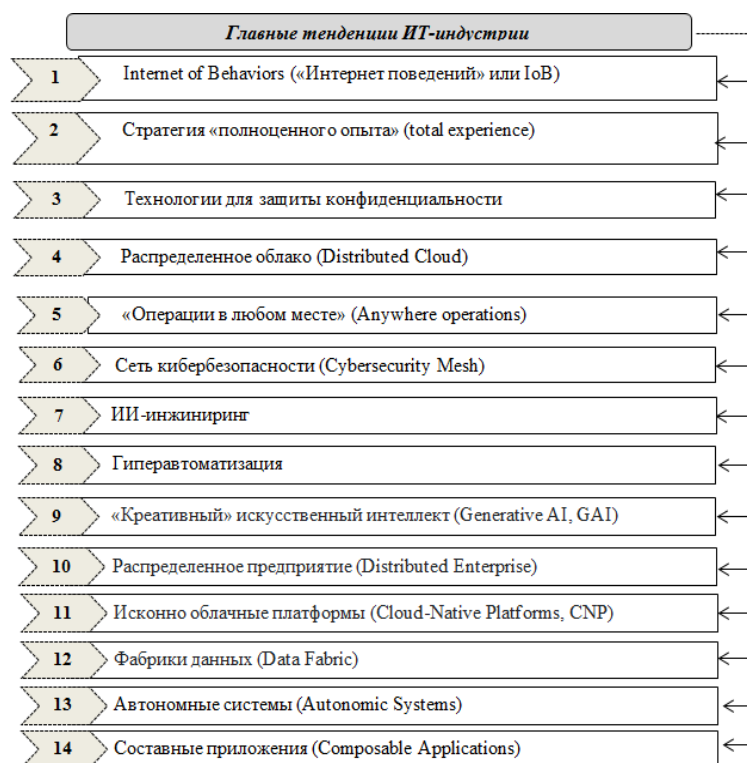 Главные тенденции ИТ-индустрии
1 Internet of Behaviors («Интернет поведений» или IoB)
2 Стратегия «полноценного опыта» (total experience)
3 Технологии для защиты конфиденциальности
4 Распределенное облако (Distributed Cloud)
5 «Операции в любом месте» (Anywhere operations)
6 Сеть кибербезопасности (Cybersecurity Mesh)
7 ИИ-инжиниринг
8 Гиперавтоматизация
9 «Креативный» искусственный интеллект (Generative AI, GAI)
10 Распределенное предприятие (Distributed Enterprise)
11 Исконно облачные платформы (Cloud-Native Platforms, CNP)
12 Фабрики данных (Data Fabric)
13 Автономные системы (Autonomic Systems)
14 Составные приложения (Composable Applications)